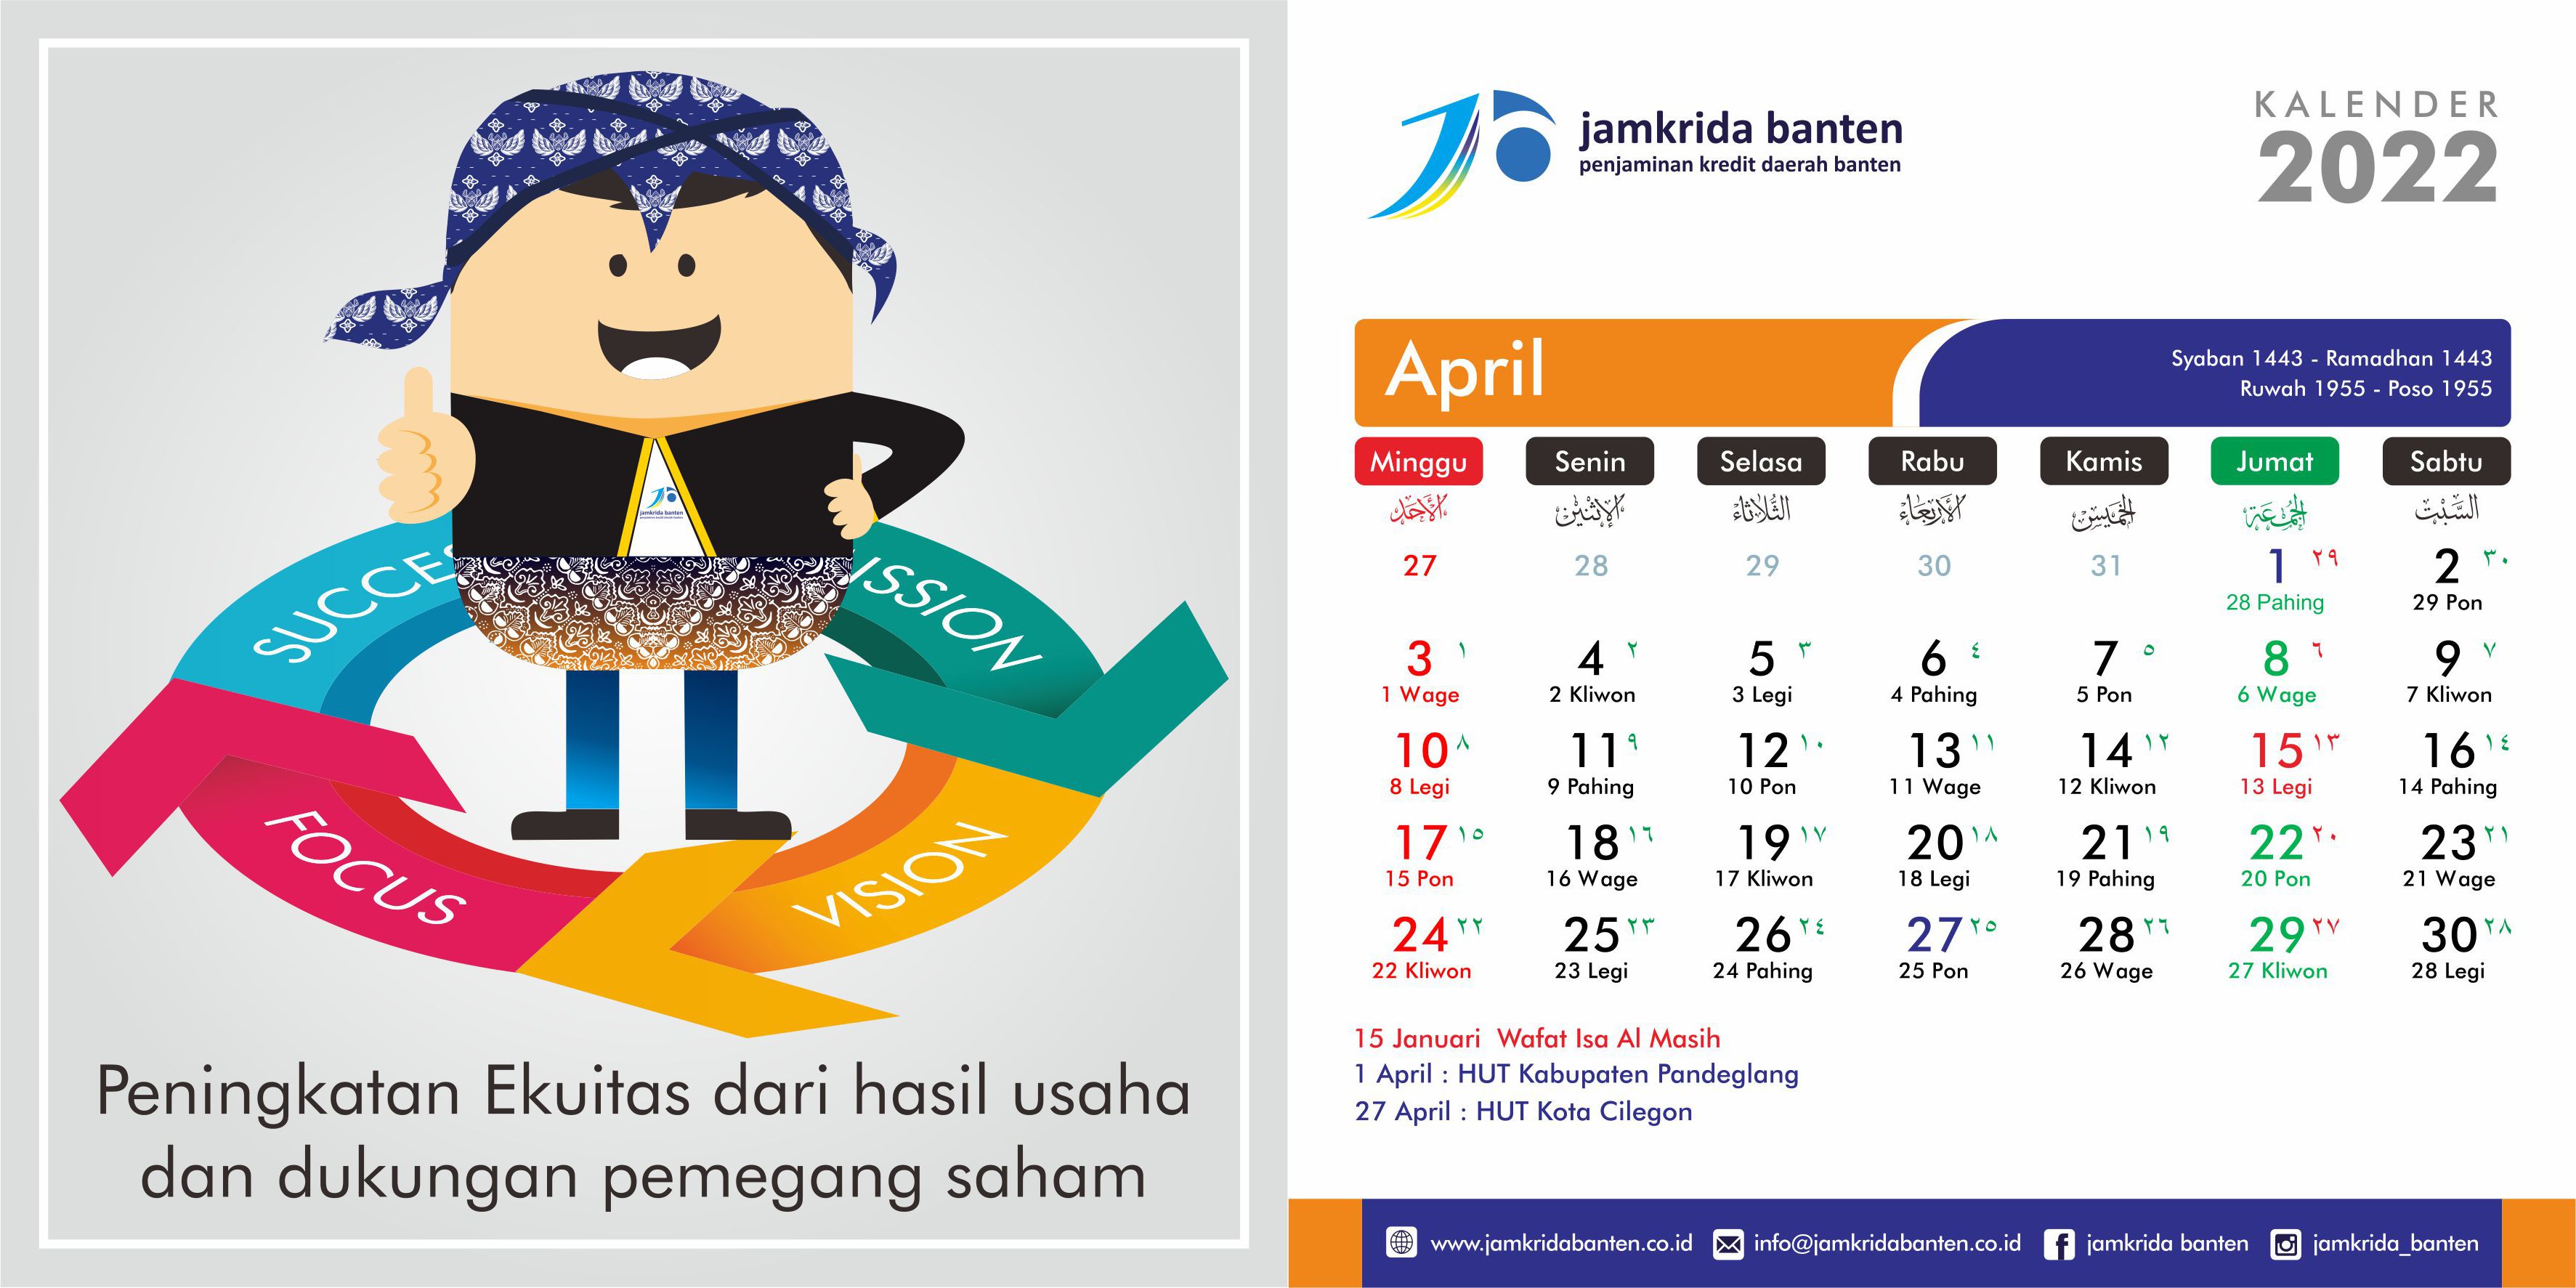 SUCCES
ISSION
FOCUS
VISION
jamkrida banten
Peningkatan Ekuitas dari hasil usaha
dan dukungan pemegang saham
jamkrida banten
penjaminan kredit daerah banten
KALENDER
2022
April
Syaban 1443 - Ramadhan 1443
Ruwah 1955 - Poso 1955
Minggu Senin Selasa Rabu Kamis Jumat Sabtu
الأحد الإثنين الثلاثاء الأربعاء الخميس الجمعة السبت
27 28 29 30 31 1 ٢٩ 2 ٣٠
28 Pahing 29 Pon
3 ١ 4 ٢ 5 ٣ 6 ٤ 7 ٥ 8 ٦ 9 ٧
1 Wage 2 Kliwon 3 Legi 4 Pahing 5 Pon 6 Wage 7 Kliwon
10 ٨ 11 ٩ 12 ١٠ 13 ١١ 14 ١٢ 15 ١٣ 16 ١٤
8 Legi 9 Pahing 10 Pon 11 Wage 12 Kliwon 13 Legi 14 Pahing
17 ١٥ 18 ١٦ 19 ١٧ 20 ١٨ 21 ١٩ 22 ٢٠ 23 ٢١
15 Pon 16 Wage 17 Kliwon 18 Legi 19 Pahing 20 Pon 21 Wage
24 ٢٢ 25 ٢٣ 26 ٢٤ 27 ٢٥ 28 ٢٦ 29 ٢٧ 30 ٢٨
22 Kliwon 23 Legi 24 Pahing 25 Pon 26 Wage 27 Kliwon 28 Legi
15 Januari Wafat Isa Al Masih
1 April : HUT Kabupaten Pandeglang
27 April : HUT Kota Cilegon
www.jamkridabanten.co.id info@jamkridabanten.co.id jamkrida banten jamkrida_banten